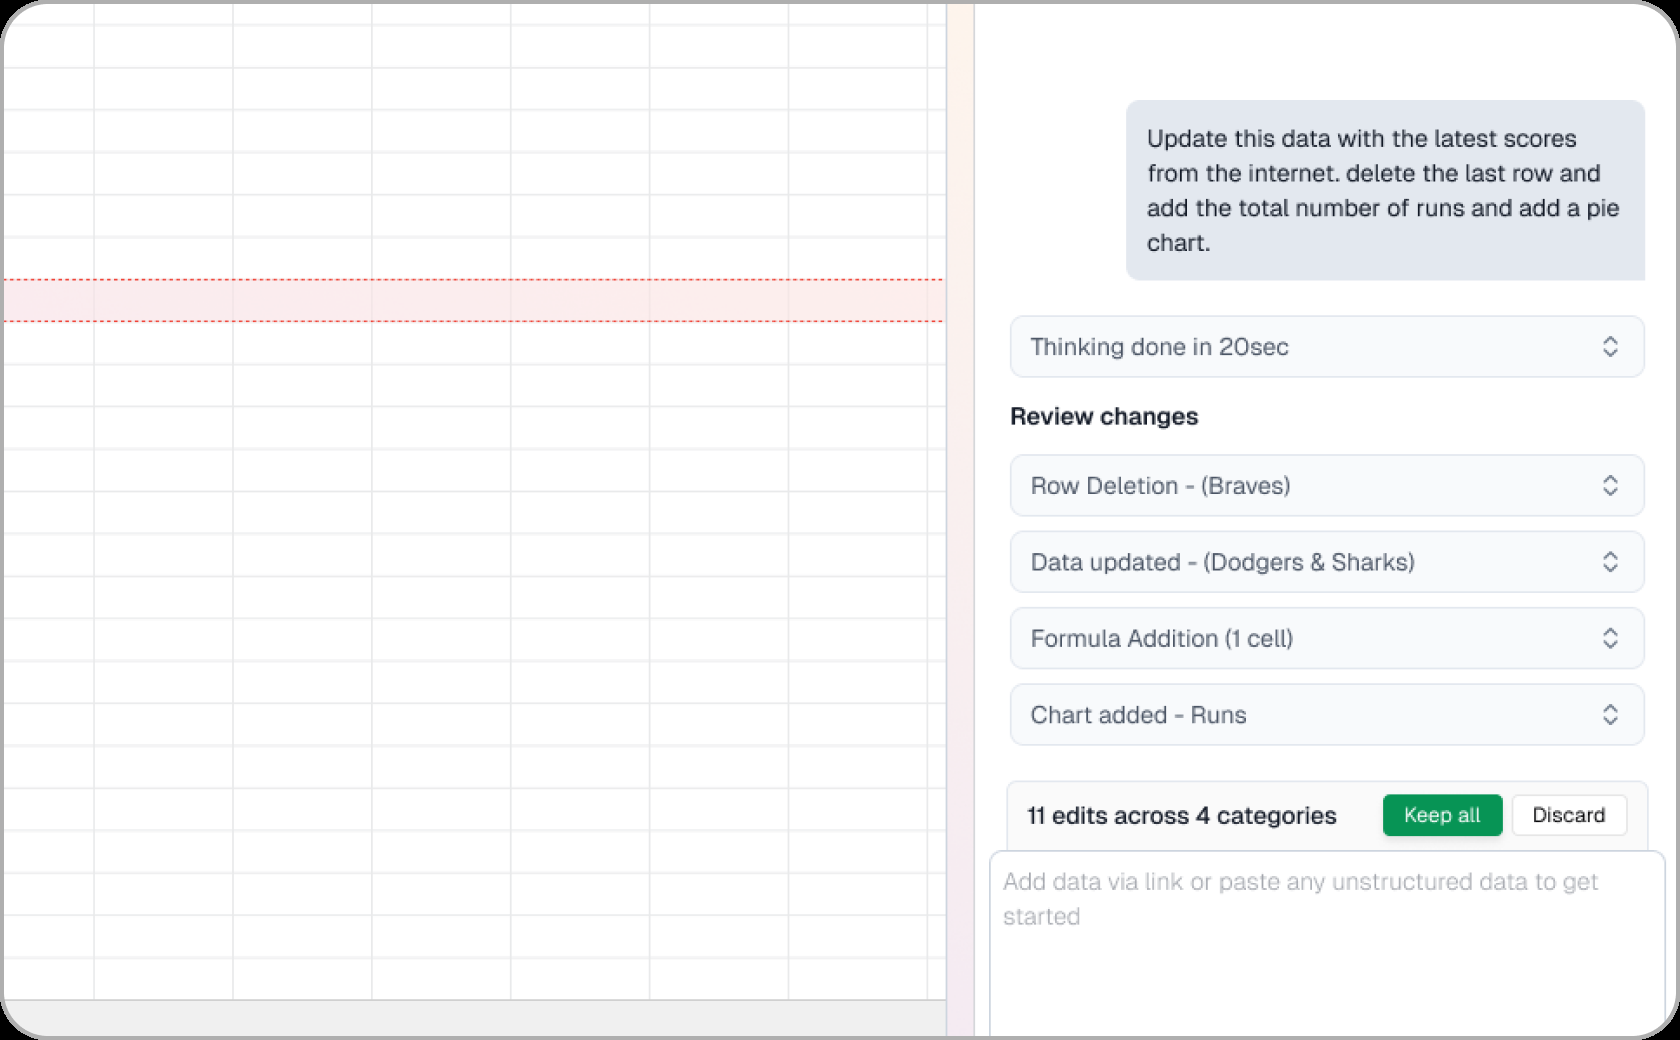 Update this data with the latest scores
from the internet. delete the last row and
add the total number of runs and add a pie
chart.
Thinking done in 20sec
Review changes
Row Deletion - (Braves)
Data updated - (Dodgers & Sharks)
Formula Addition (1 cell)
Chart added - Runs
11 edits across 4 categories
Keep all
Discard
Add data via link or paste any unstructured data to get
started